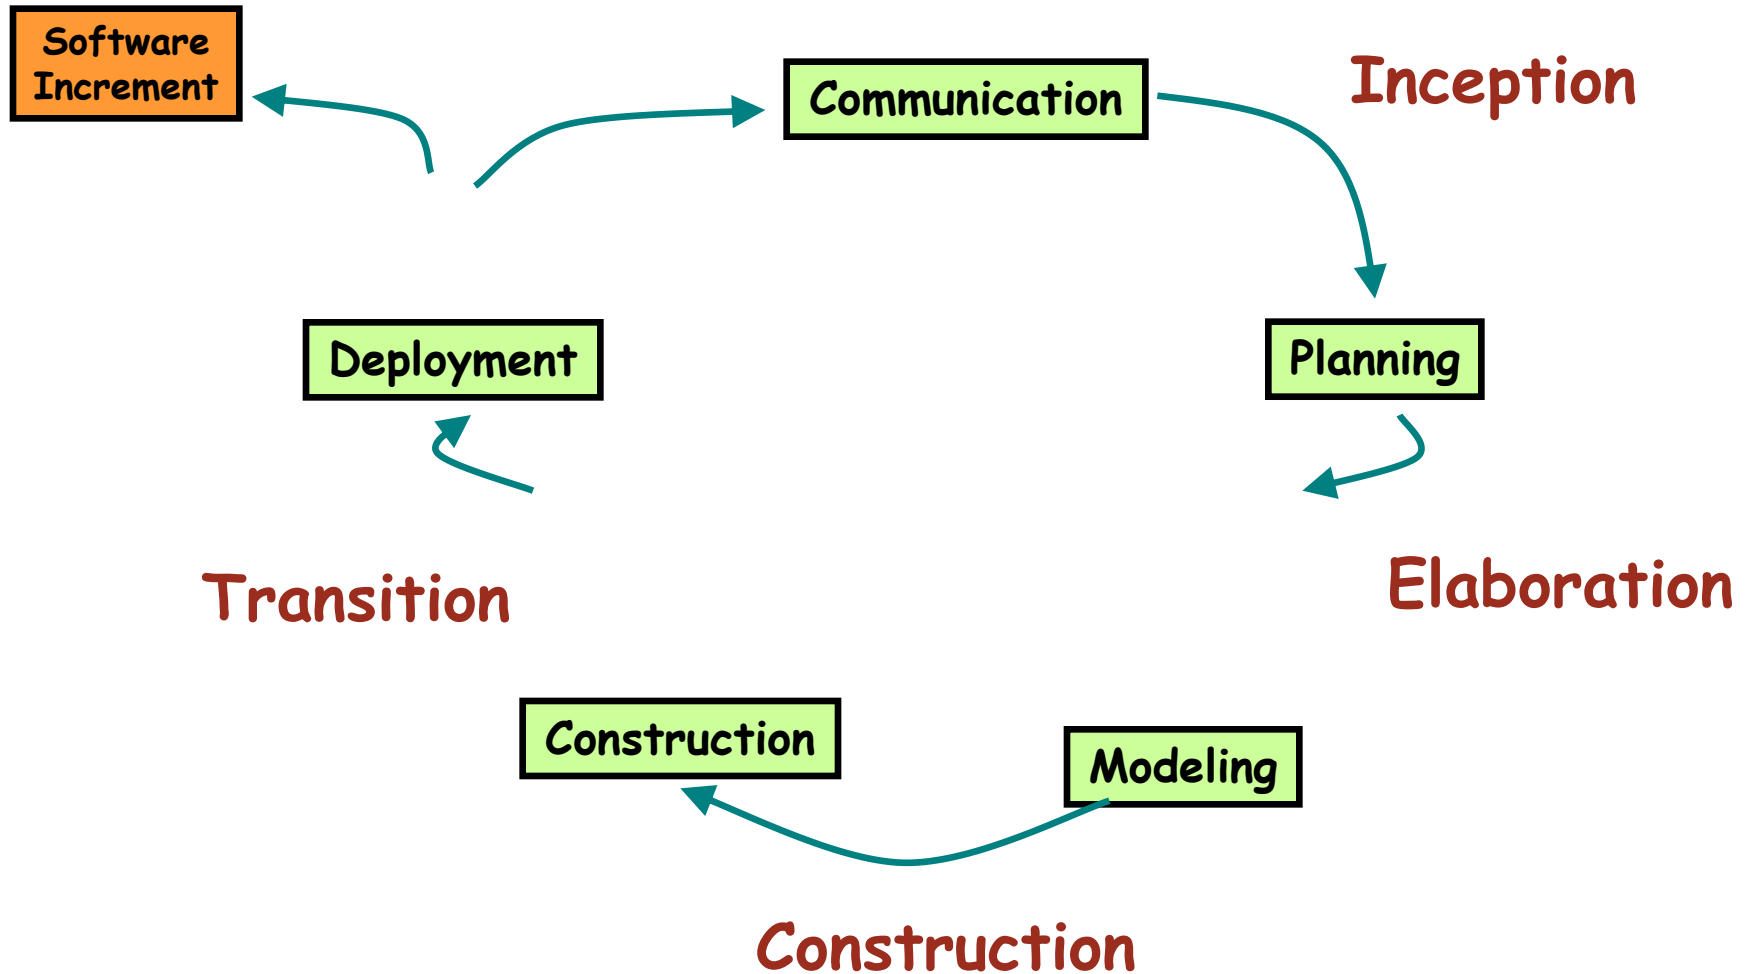 Software
Increment
Communication
Inception
Deployment
Planning
Transition
Elaboration
Construction
Modeling
Construction